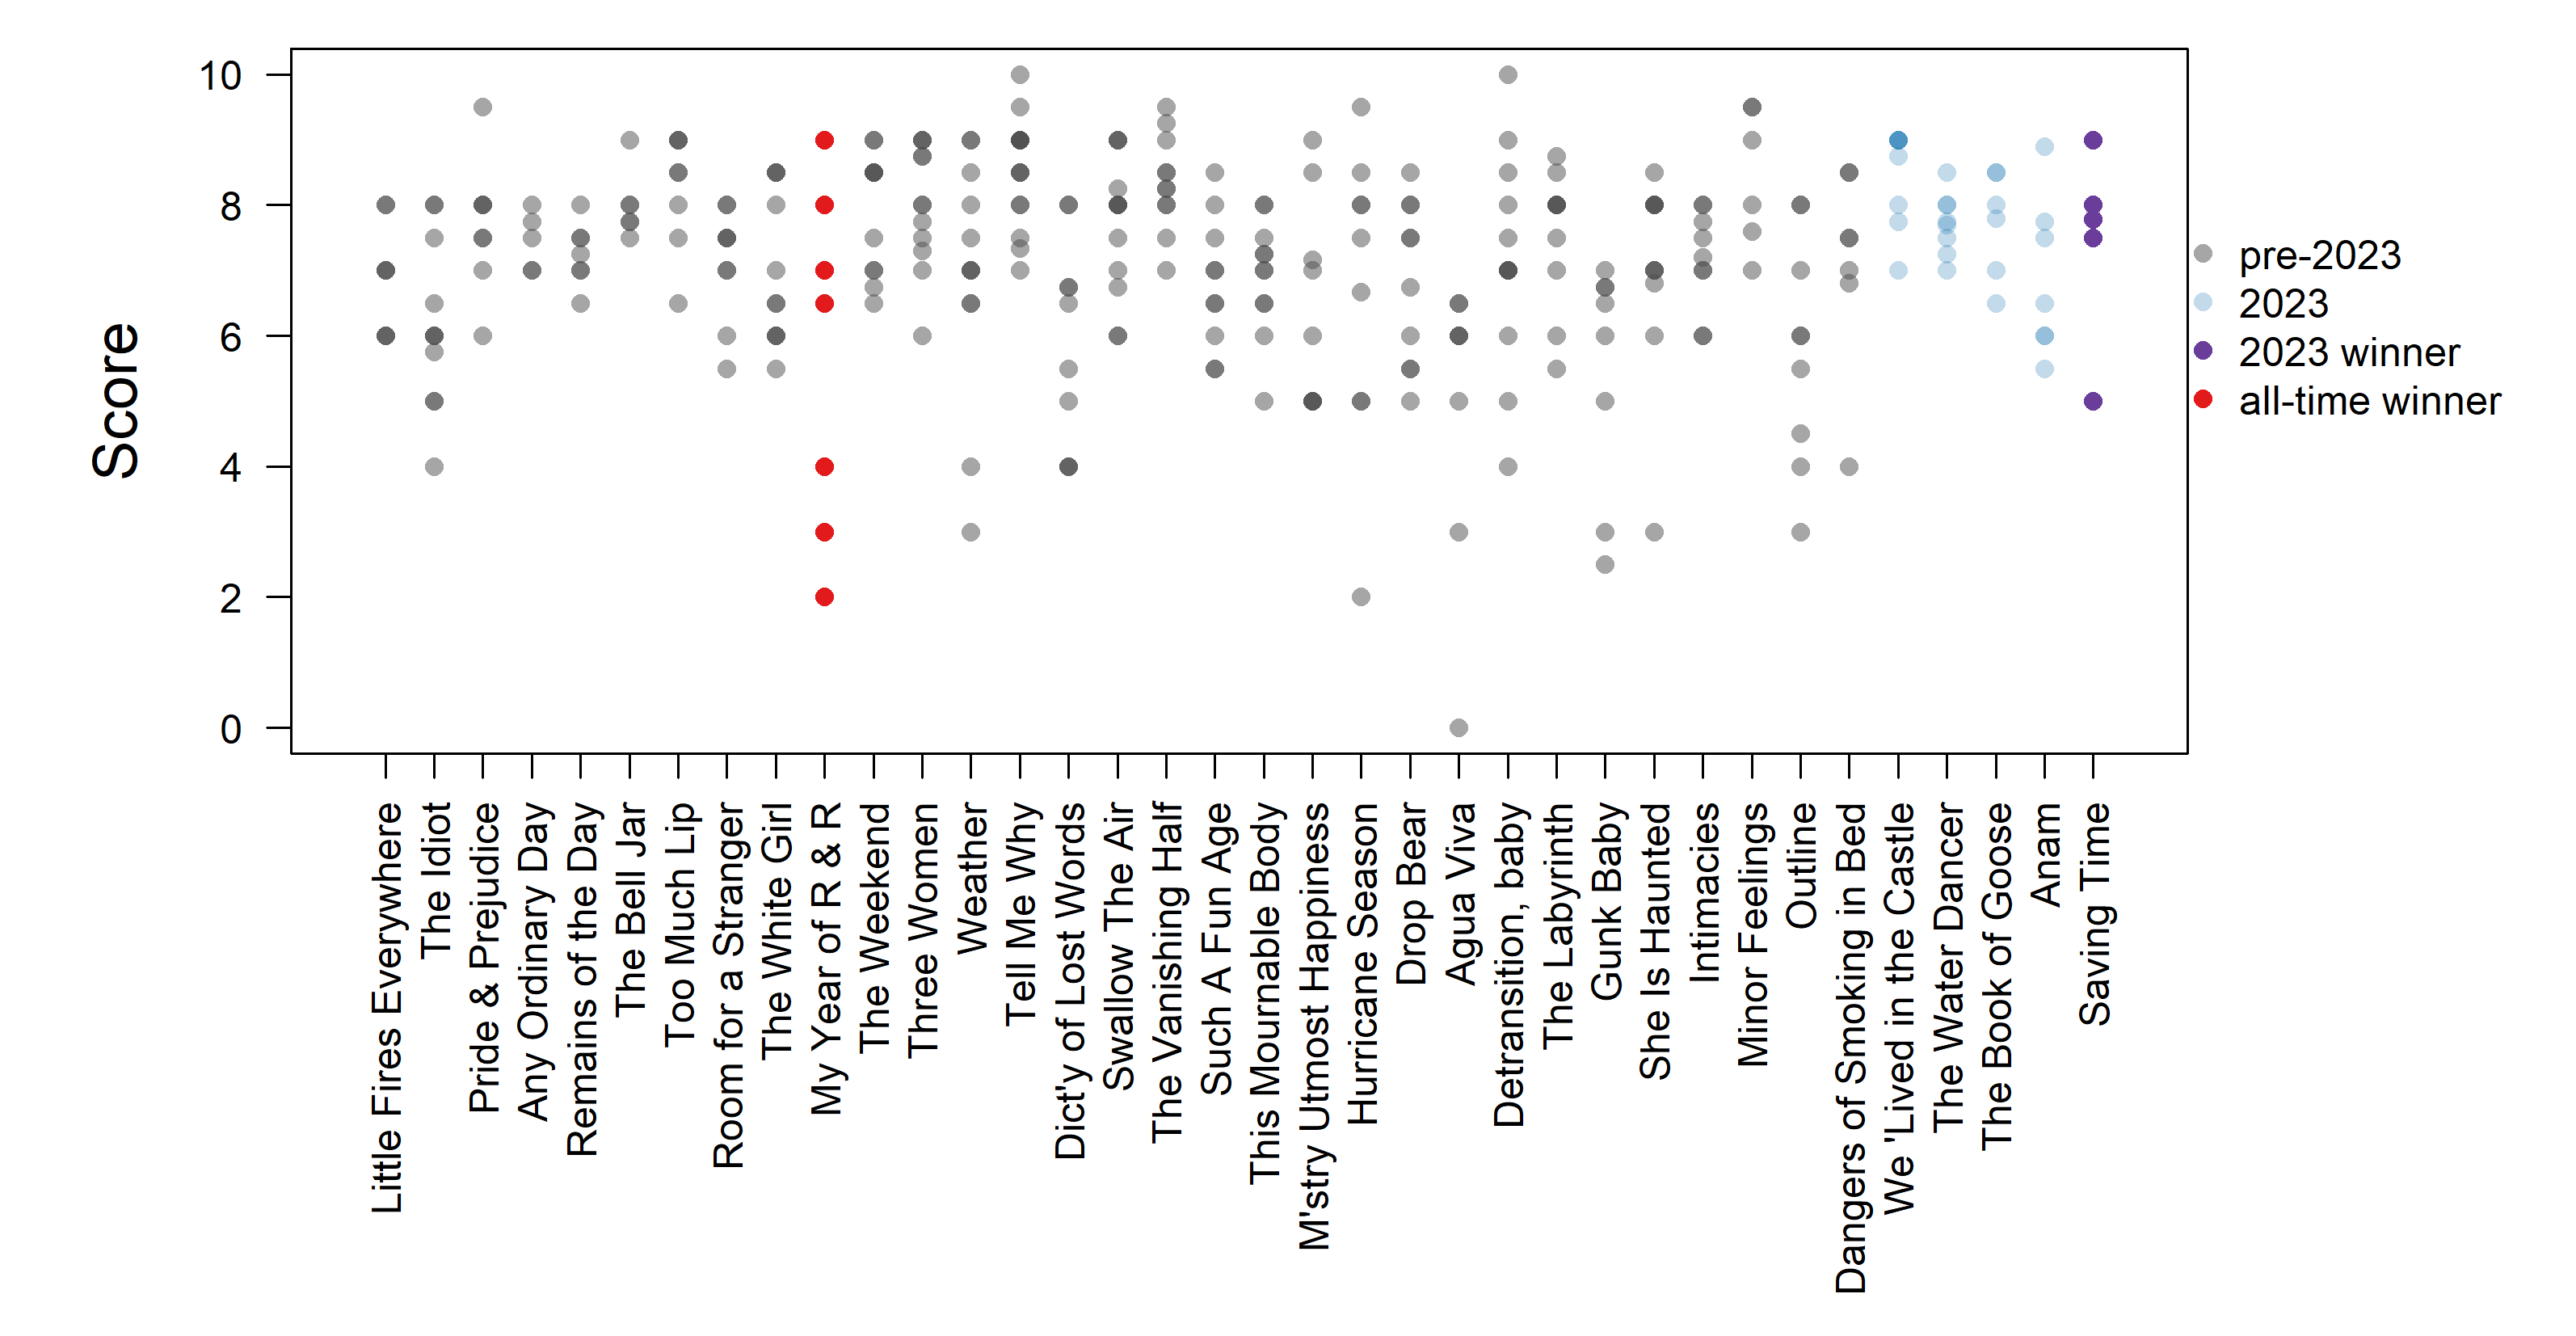 Score
10
8
6
4
2
0
Little Fires Everywhere
The Idiot
Pride & Prejudice
Any Ordinary Day
Remains of the Day
The Bell Jar
Too Much Lip
Room for a Stranger
The White Girl
My Year of R & R
The Weekend
Three Women
Weather
Tell Me Why
Dict'y of Lost Words
Swallow The Air
The Vanishing Half
Such A Fun Age
This Mournable Body
M'stry Utmost Happiness
Hurricane Season
Drop Bear
Agua Viva
Detransition, baby
The Labyrinth
Gunk Baby
She Is Haunted
Intimacies
Minor Feelings
Outline
Dangers of Smoking in Bed
We 'Lived in the Castle
The Water Dancer
The Book of Goose
Anam
Saving Time
pre-2023
2023
2023 winner
all-time winner